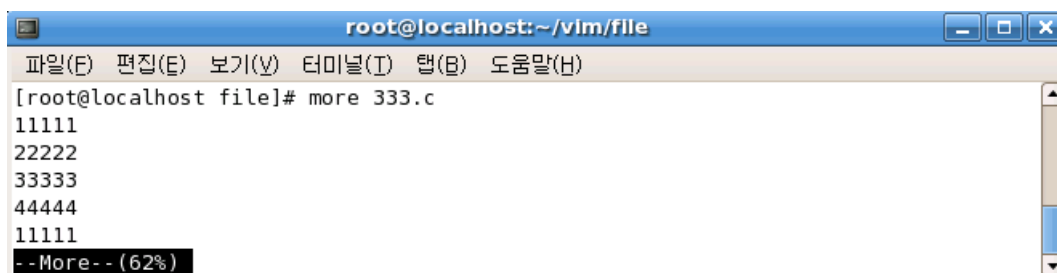 root@localhost:~/vim/file
파일(F) 편집(E) 보기(V) 터미널(T) 탭(B) 도움말(H)
[root@localhost file]# more 333.c
11111
22222
33333
44444
11111
--More--(62%)